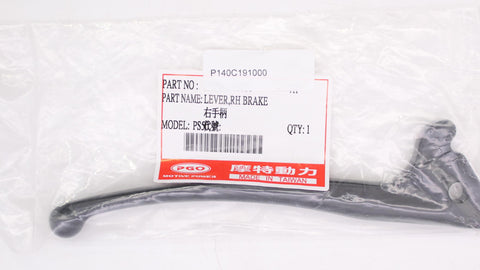 P140C191000
PART NO :
PART NAME: LEVER,RH BRAKE
右手柄
MODEL: PS 號: QTY: 1
PGO 摩特動力
MOTIVE POWER MADE IN TAIWAN